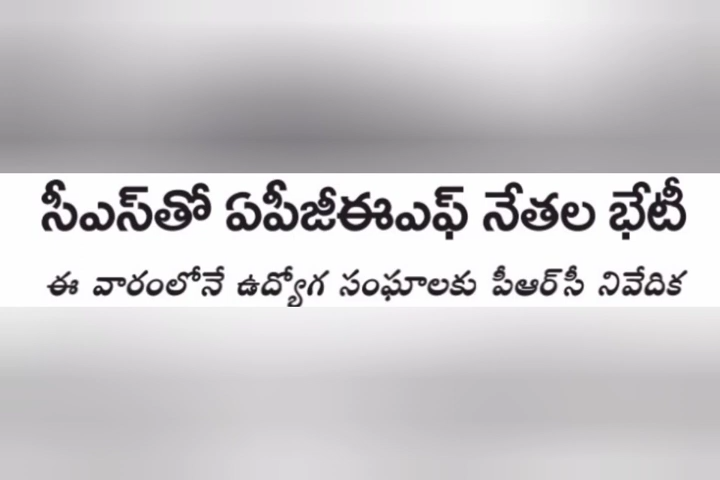 సీఎస్‌తో ఏపీజీఈఎఫ్ నేతల భేటీ
ఈ వారంలోనే ఉద్యోగ సంఘాలకు పీఆర్‌సీ నివేదిక